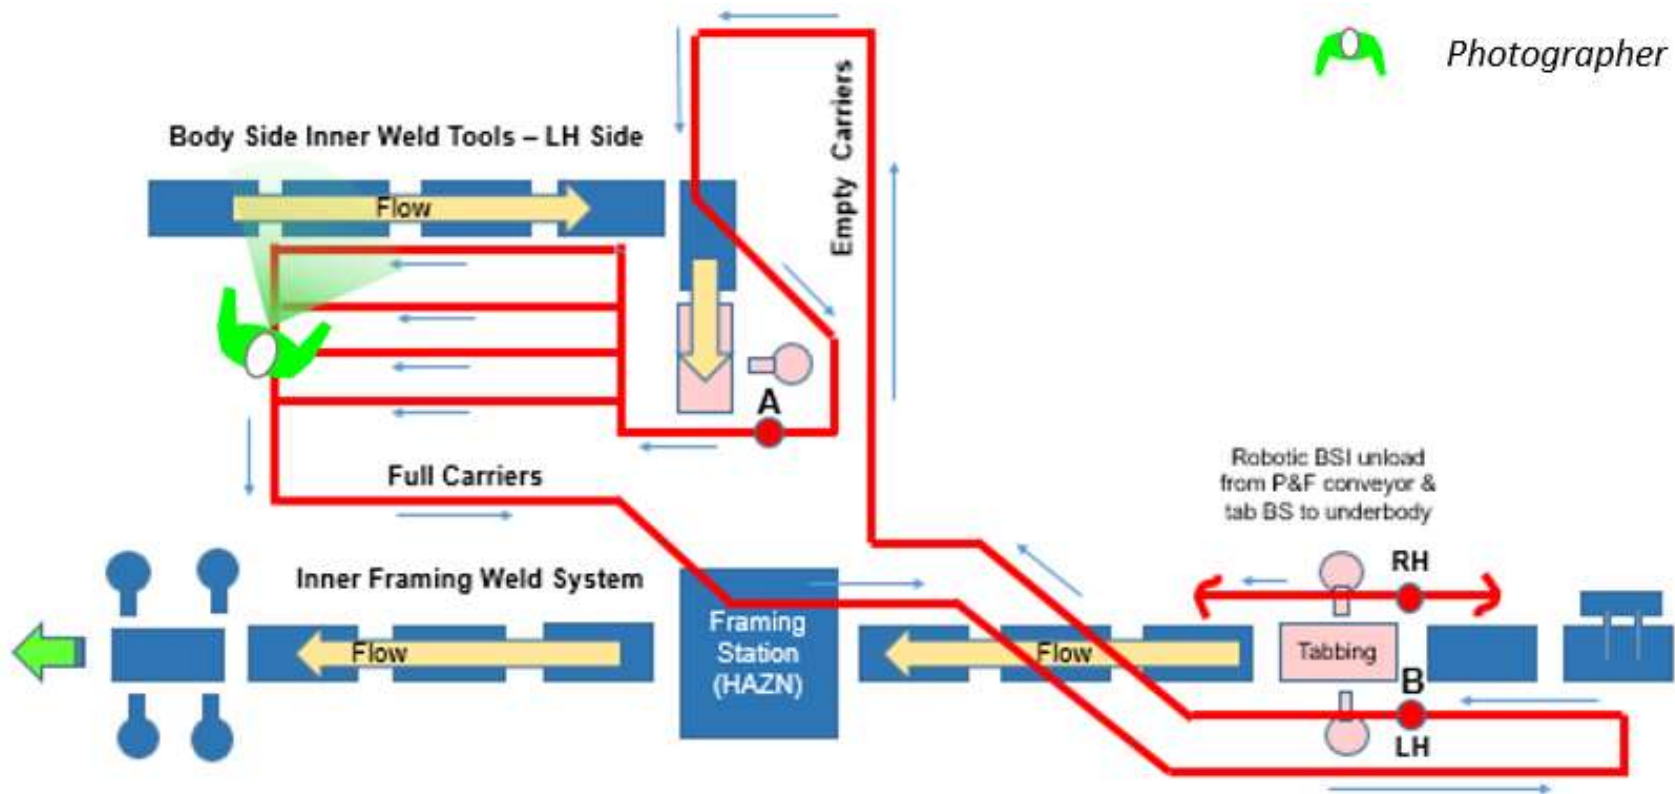 Photographer
Body Side Inner Weld Tools – LH Side
Flow
Empty Carriers
A
Full Carriers
Robotic BSI unload
from P&F conveyor &
tab BS to underbody
RH
Inner Framing Weld System
Framing
Station
(HAZN)
Flow
Flow
Tabbing
B
LH